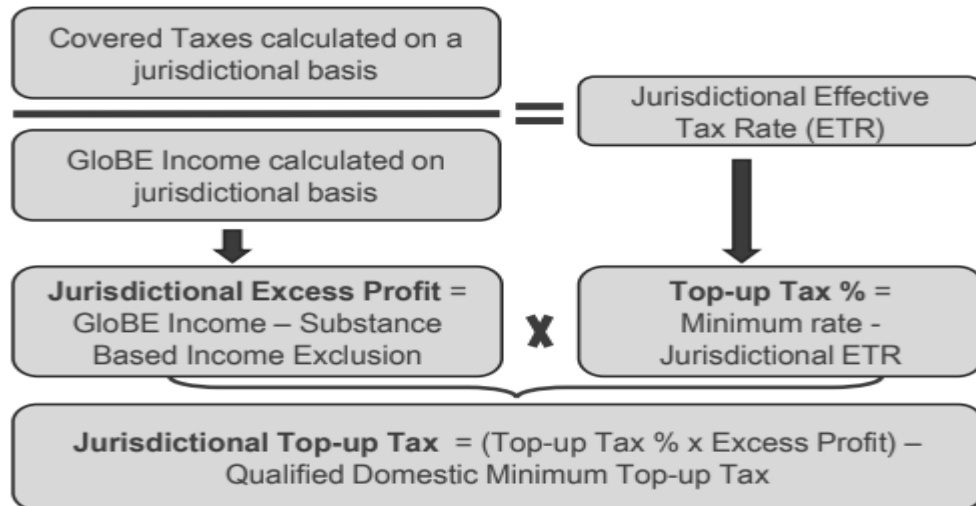 Covered Taxes calculated on a
jurisdictional basis
=
Jurisdictional Effective
Tax Rate (ETR)
GloBE Income calculated on
jurisdictional basis
Jurisdictional Excess Profit =
GloBE Income – Substance
Based Income Exclusion
x
Top-up Tax % =
Minimum rate -
Jurisdictional ETR
Jurisdictional Top-up Tax = (Top-up Tax % x Excess Profit) –
Qualified Domestic Minimum Top-up Tax